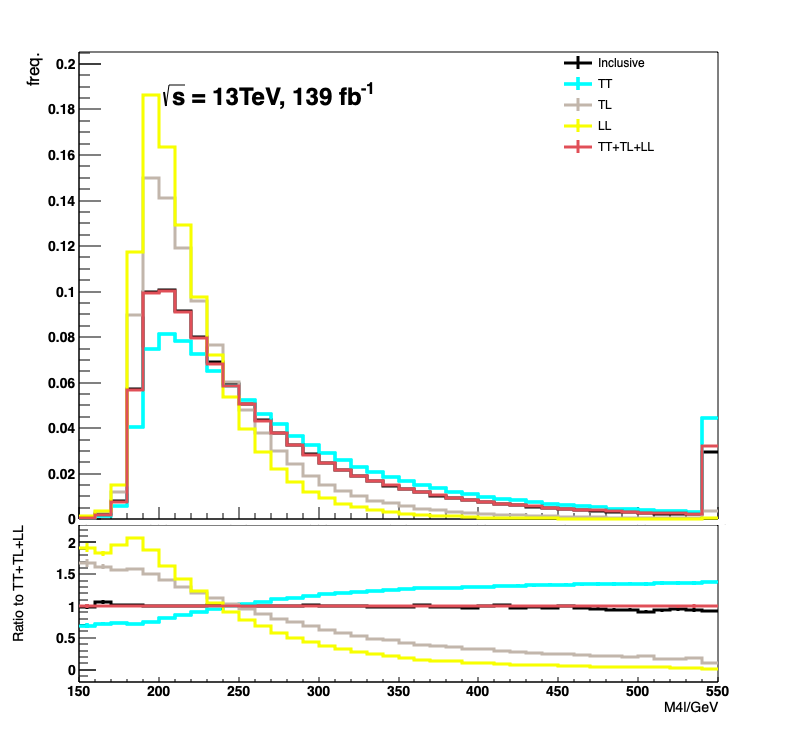 freq.
0.2
0.18
0.16
0.14
0.12
0.1
0.08
0.06
0.04
0.02
0
√s = 13TeV, 139 fb⁻¹
Inclusive
TT
TL
LL
TT+TL+LL
Ratio to TT+TL+LL
2
1.5
1
0.5
0
150 200 250 300 350 400 450 500 550
M4l/GeV